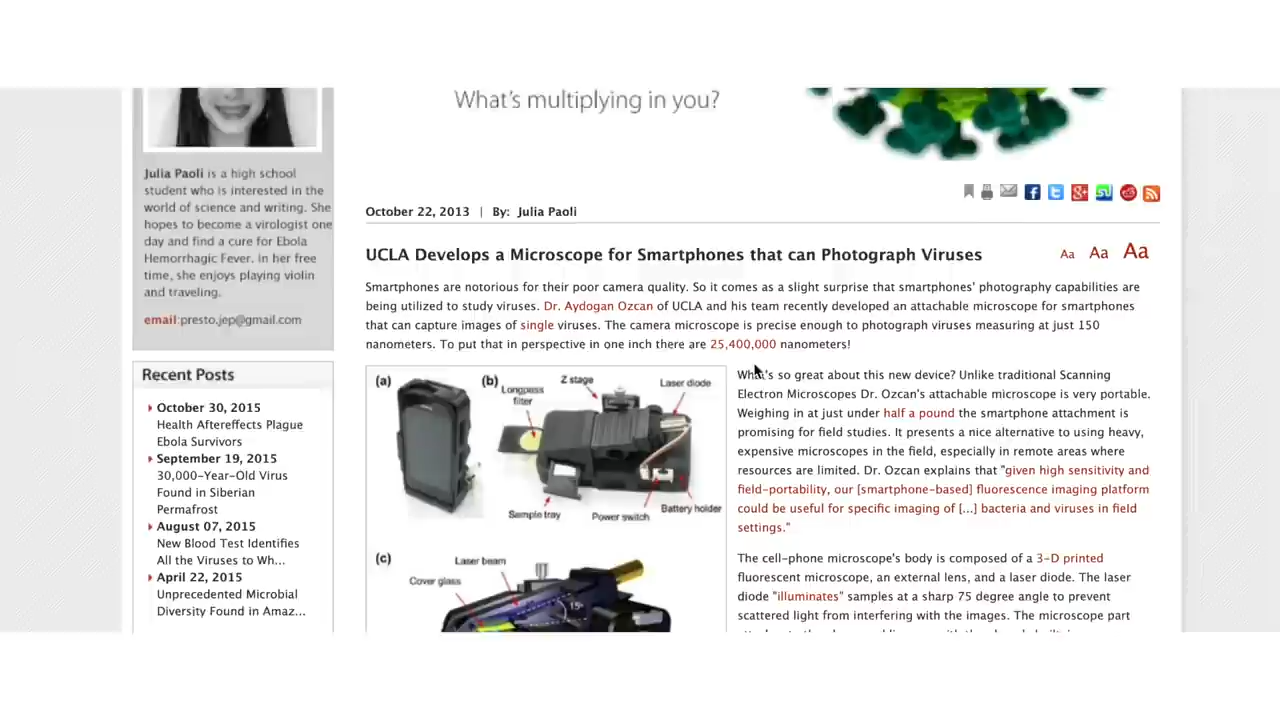 What's multiplying in you?
Julia Paoli is a high school
student who is interested in the
world of science and writing. She
hopes to become a virologist one
day and find a cure for Ebola
Hemorrhagic Fever. in her free
time, she enjoys playing violin
and traveling.
email:presto.jep@gmail.com
Recent Posts
October 30, 2015
Health Aftereffects Plague
Ebola Survivors
September 19, 2015
30,000-Year-Old Virus
Found in Siberian
Permafrost
August 07, 2015
New Blood Test Identifies
All the Viruses to Wh...
April 22, 2015
Unprecedented Microbial
Diversity Found in Amaz...
October 22, 2013 | By: Julia Paoli
UCLA Develops a Microscope for Smartphones that can Photograph Viruses
Aa Aa Aa
Smartphones are notorious for their poor camera quality. So it comes as a slight surprise that smartphones' photography capabilities are
being utilized to study viruses. Dr. Aydogan Ozcan of UCLA and his team recently developed an attachable microscope for smartphones
that can capture images of single viruses. The camera microscope is precise enough to photograph viruses measuring at just 150
nanometers. To put that in perspective in one inch there are 25,400,000 nanometers!
(a)
(b)
Longpass
filter
Z stage
Laser diode
Sample tray
Power switch
Battery holder
(c)
Laser beam
Cover glass
15°
What's so great about this new device? Unlike traditional Scanning
Electron Microscopes Dr. Ozcan's attachable microscope is very portable.
Weighing in at just under half a pound the smartphone attachment is
promising for field studies. It presents a nice alternative to using heavy,
expensive microscopes in the field, especially in remote areas where
resources are limited. Dr. Ozcan explains that "given high sensitivity and
field-portability, our [smartphone-based] fluorescence imaging platform
could be useful for specific imaging of [...] bacteria and viruses in field
settings."
The cell-phone microscope's body is composed of a 3-D printed
fluorescent microscope, an external lens, and a laser diode. The laser
diode "illuminates" samples at a sharp 75 degree angle to prevent
scattered light from interfering with the images. The microscope part